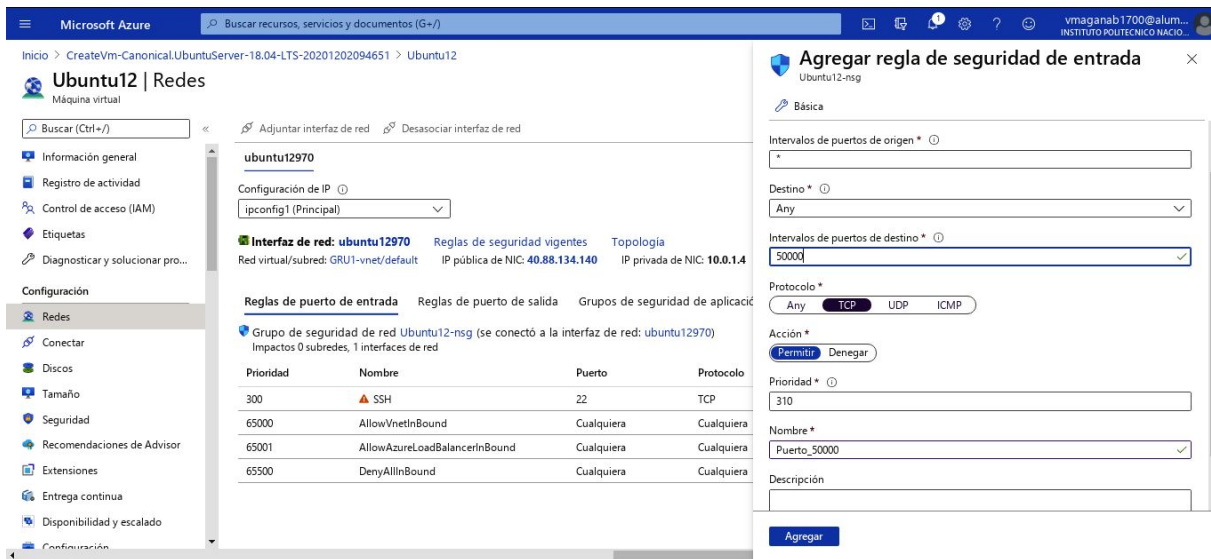 Microsoft Azure
Buscar recursos, servicios y documentos (G+/)
vmaganab1700@alum...
INSTITUTO POLITECNICO NACIO...
Inicio > CreateVm-Canonical.UbuntuServer-18.04-LTS-20201202094651 > Ubuntu12
Ubuntu12 | Redes
Máquina virtual
Buscar (Ctrl+/)
Información general
Registro de actividad
Control de acceso (IAM)
Etiquetas
Diagnosticar y solucionar pro...
Configuración
Redes
Conectar
Discos
Tamaño
Seguridad
Recomendaciones de Advisor
Extensiones
Entrega continua
Disponibilidad y escalado
Configuración
Adjuntar interfaz de red Desasociar interfaz de red
ubuntu12970
Configuración de IP
ipconfig1 (Principal)
Interfaz de red: ubuntu12970 Reglas de seguridad vigentes Topología
Red virtual/subred: GRU1-vnet/default IP pública de NIC: 40.88.134.140 IP privada de NIC: 10.0.1.4
Reglas de puerto de entrada Reglas de puerto de salida Grupos de seguridad de aplicació
Grupo de seguridad de red Ubuntu12-nsg (se conectó a la interfaz de red: ubuntu12970)
Impactos 0 subredes, 1 interfaces de red
Prioridad Nombre Puerto Protocolo
300 SSH 22 TCP
65000 AllowVnetInBound Cualquiera Cualquiera
65001 AllowAzureLoadBalancerInBound Cualquiera Cualquiera
65500 DenyAllInBound Cualquiera Cualquiera
Agregar regla de seguridad de entrada
Ubuntu12-nsg
Básica
Intervalos de puertos de origen *
*
Destino *
Any
Intervalos de puertos de destino *
50000
Protocolo *
Any TCP UDP ICMP
Acción *
Permitir Denegar
Prioridad *
310
Nombre *
Puerto_50000
Descripción
Agregar